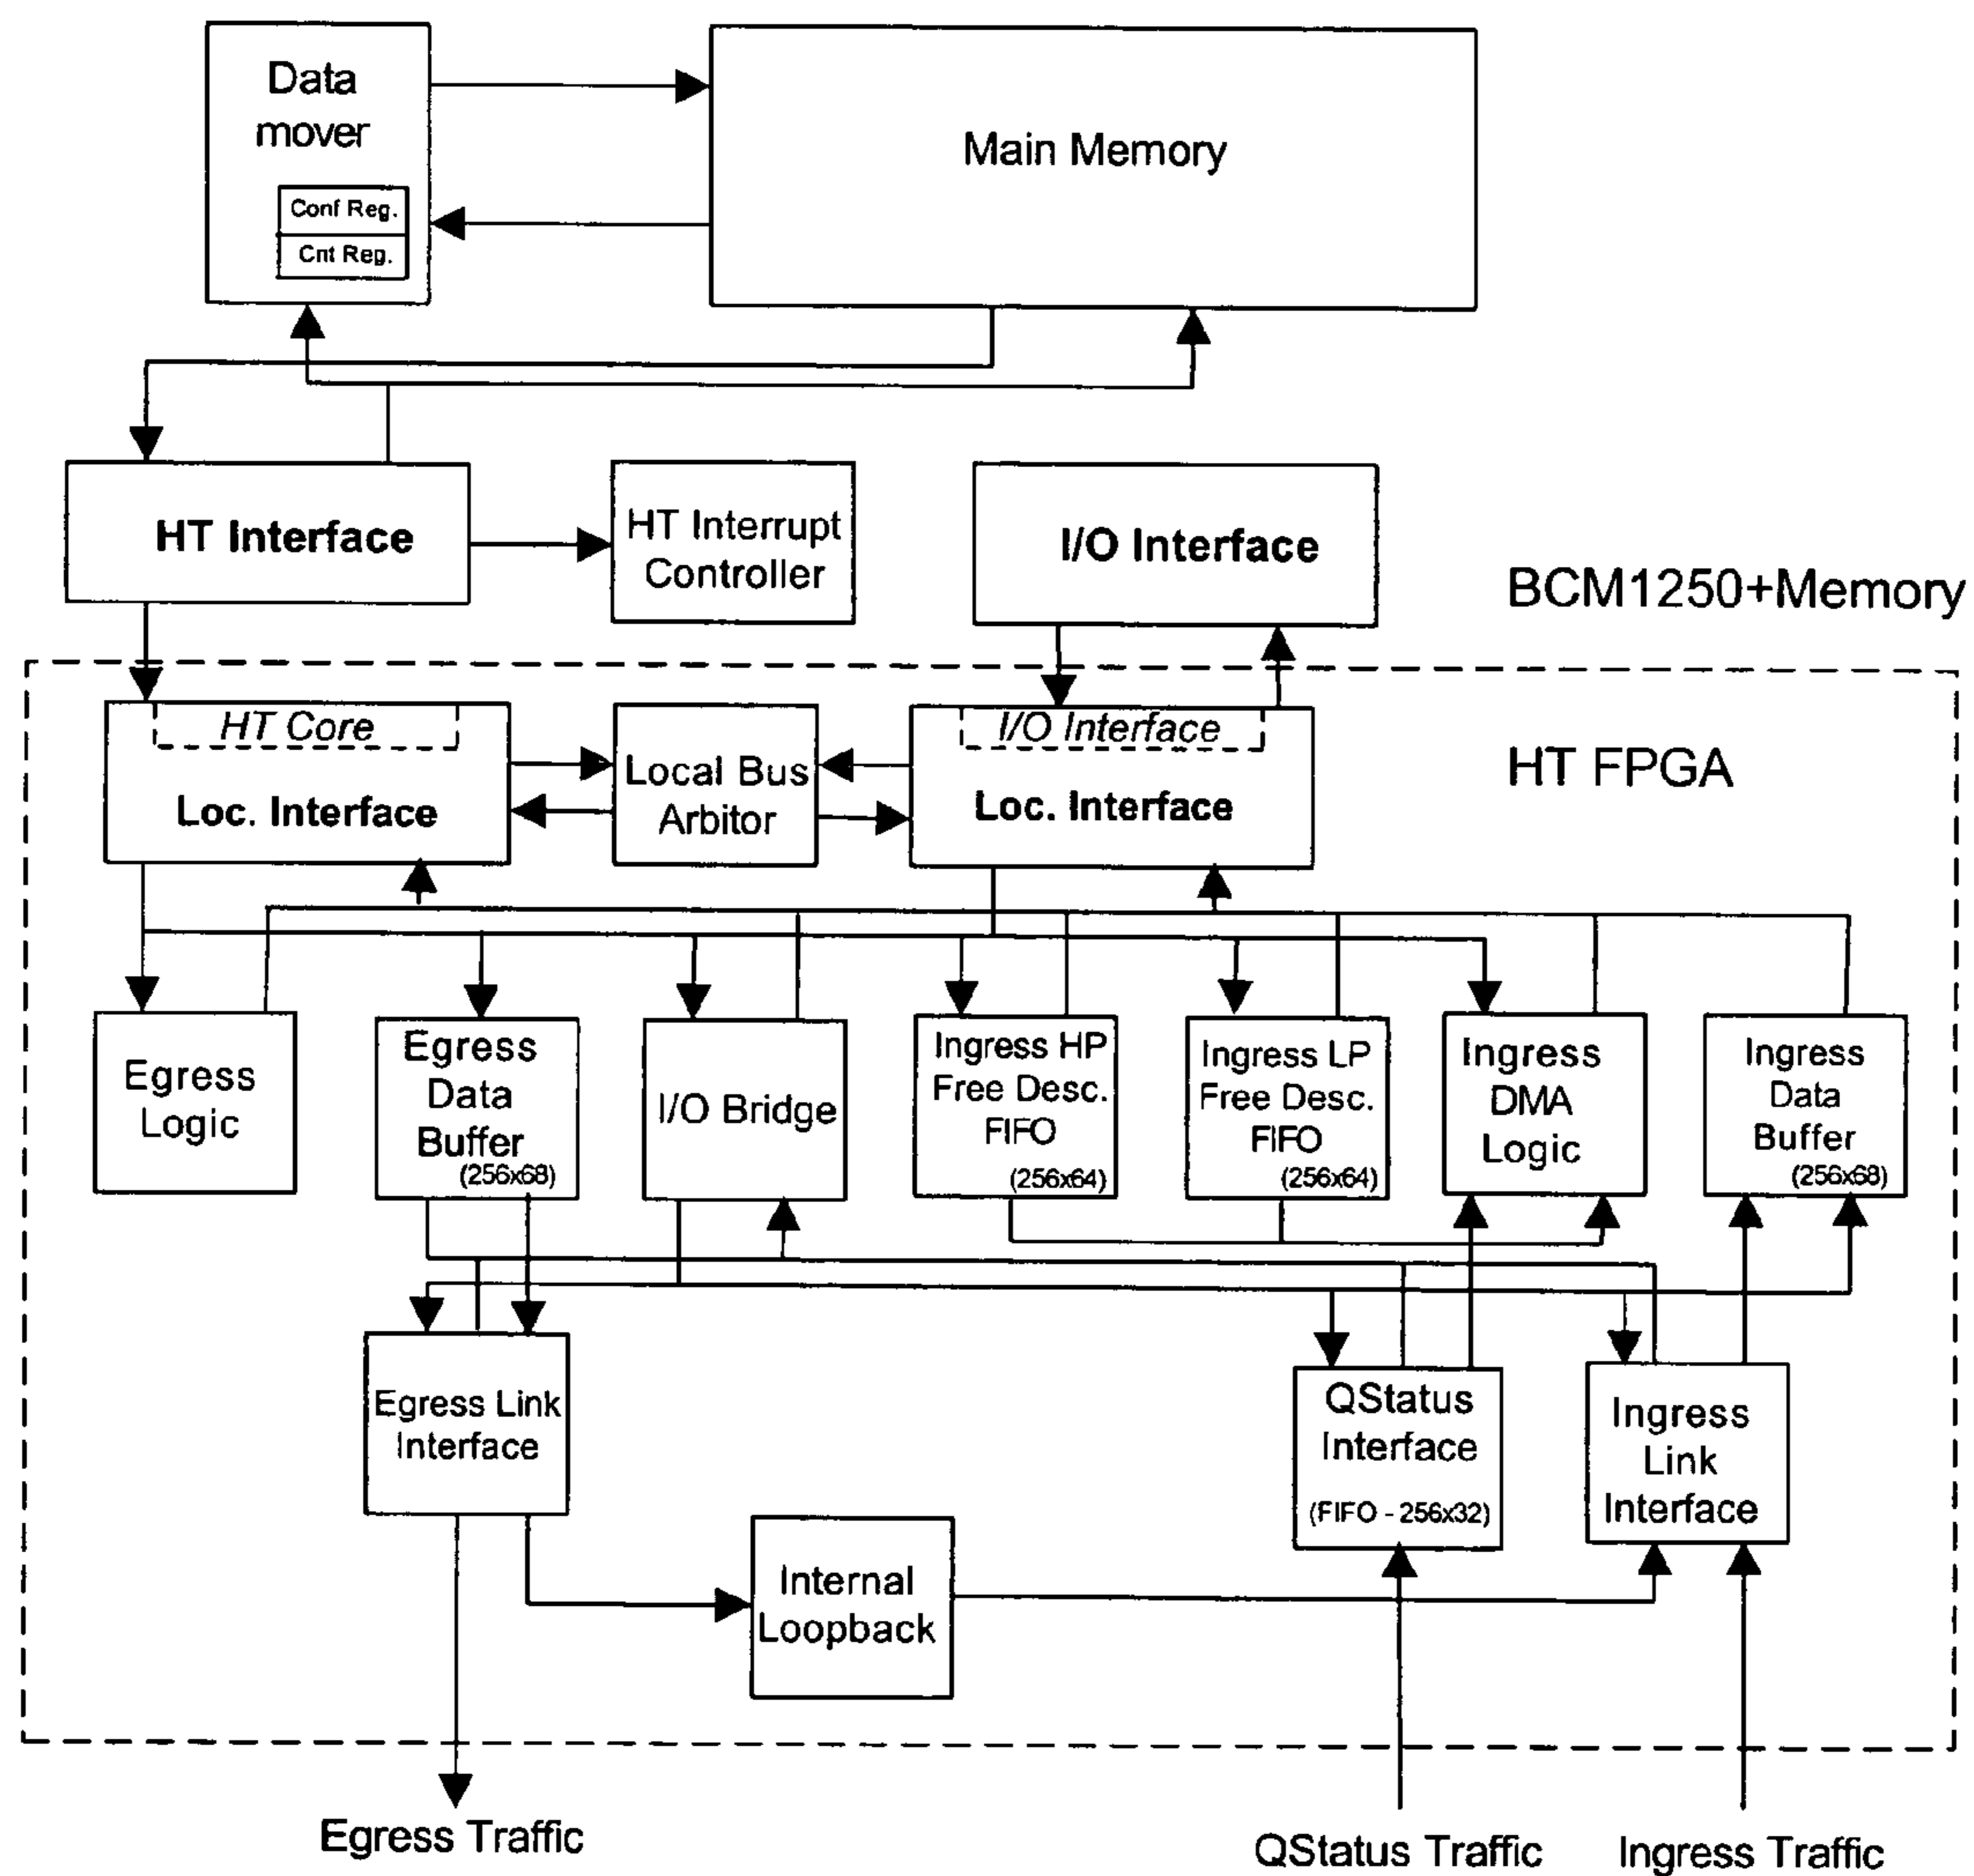 Data
mover
Conf Reg.
Cnt Reg.
Main Memory
HT Interface
HT Interrupt
Controller
I/O Interface
BCM1250+Memory
HT Core
Loc. Interface
Local Bus
Arbitor
I/O Interface
Loc. Interface
HT FPGA
Egress
Logic
Egress
Data
Buffer
(256x68)
I/O Bridge
Ingress HP
Free Desc.
FIFO
(256x64)
Ingress LP
Free Desc.
FIFO
(256x64)
Ingress
DMA
Logic
Ingress
Data
Buffer
(256x68)
Egress Link
Interface
QStatus
Interface
(FIFO - 256x32)
Ingress
Link
Interface
Internal
Loopback
Egress Traffic
QStatus Traffic
Ingress Traffic